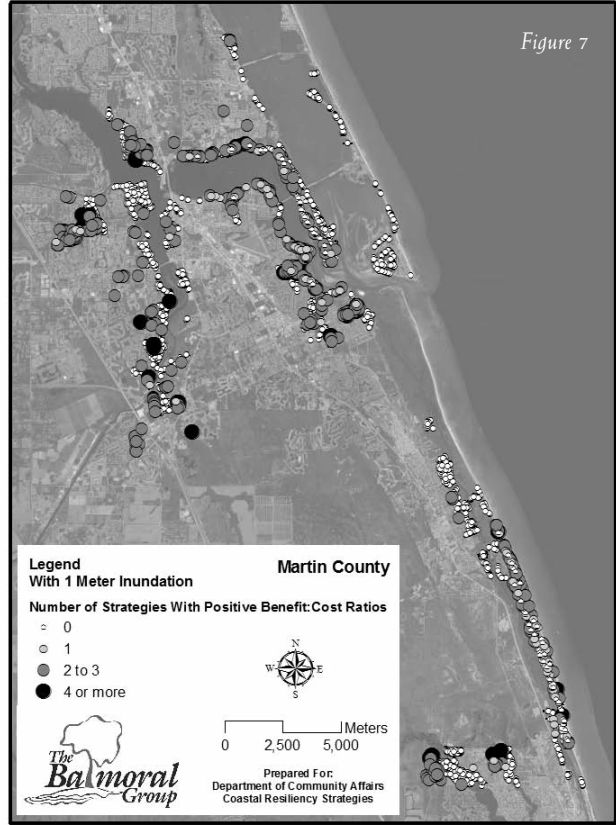 Figure 7
Legend
With 1 Meter Inundation
Martin County
Number of Strategies With Positive Benefit:Cost Ratios
0
1
2 to 3
4 or more
N
W E
S
Meters
0 2,500 5,000
The
Balmoral
Group
Prepared For:
Department of Community Affairs
Coastal Resiliency Strategies